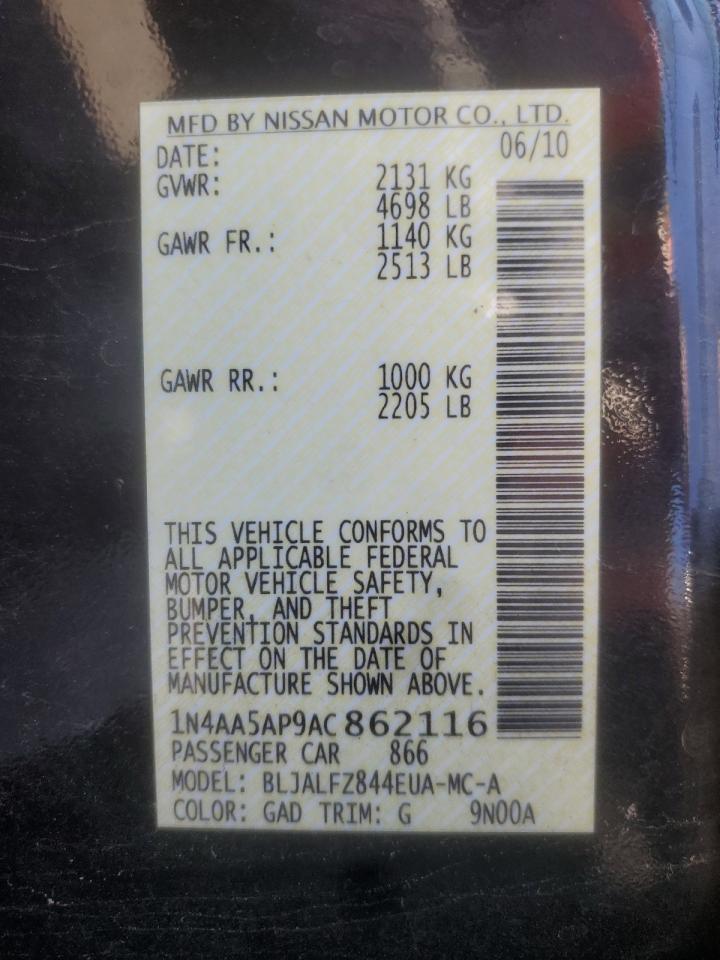 MFD BY NISSAN MOTOR CO., LTD.
DATE: 06/10
GVWR: 2131 KG
4698 LB
GAWR FR.: 1140 KG
2513 LB
GAWR RR.: 1000 KG
2205 LB
THIS VEHICLE CONFORMS TO
ALL APPLICABLE FEDERAL
MOTOR VEHICLE SAFETY,
BUMPER, AND THEFT
PREVENTION STANDARDS IN
EFFECT ON THE DATE OF
MANUFACTURE SHOWN ABOVE.
1N4AA5AP9AC862116
PASSENGER CAR 866
MODEL: BLJALFZ844EUA-MC-A
COLOR: GAD TRIM: G 9N00A